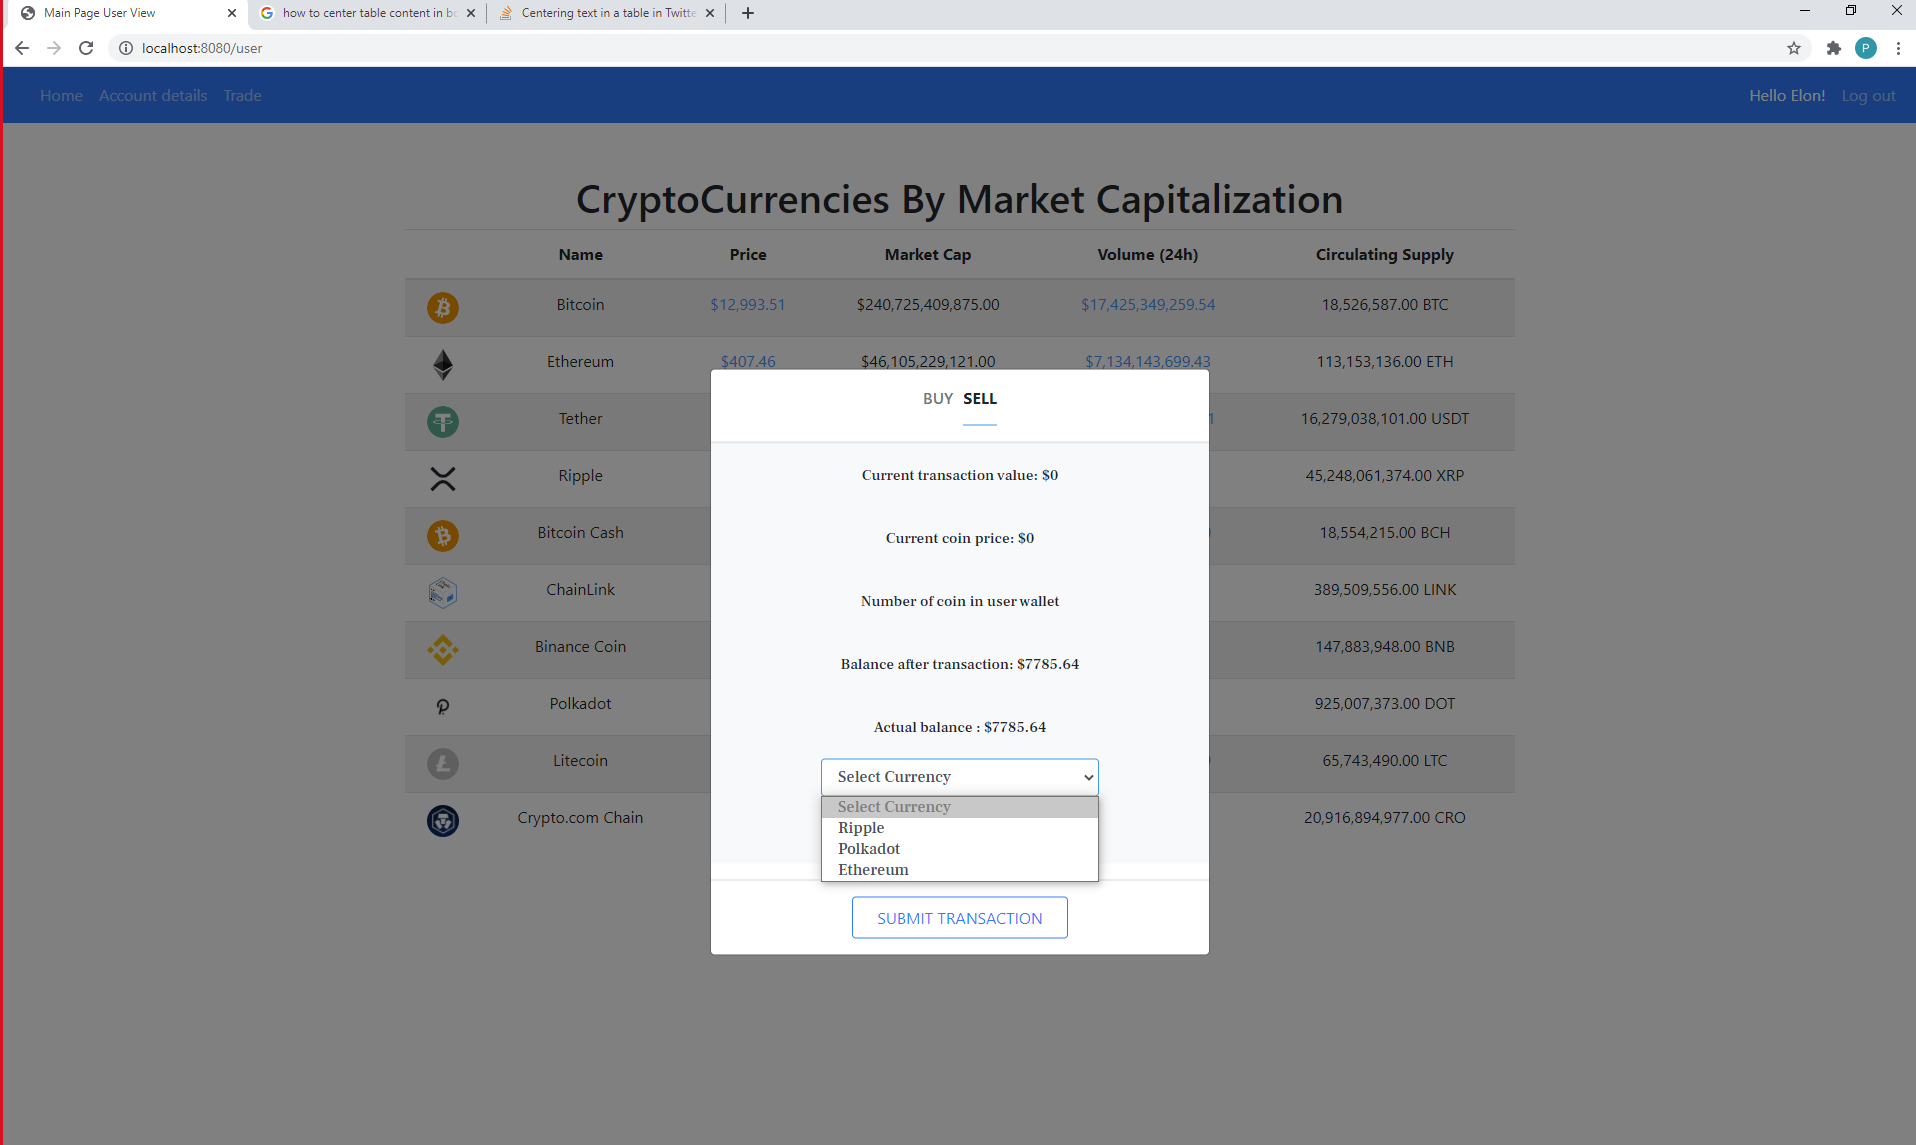 Main Page User View
how to center table content in bo
Centering text in a table in Twitte
localhost:8080/user
P
Home Account details Trade
Hello Elon! Log out
CryptoCurrencies By Market Capitalization
Name Price Market Cap Volume (24h) Circulating Supply
Bitcoin $12,993.51 $240,725,409,875.00 $17,425,349,259.54 18,526,587.00 BTC
Ethereum $407.46 $46,105,229,121.00 $7,134,143,699.43 113,153,136.00 ETH
Tether 16,279,038,101.00 USDT
Ripple 45,248,061,374.00 XRP
Bitcoin Cash 18,554,215.00 BCH
ChainLink 389,509,556.00 LINK
Binance Coin 147,883,948.00 BNB
Polkadot 925,007,373.00 DOT
Litecoin 65,743,490.00 LTC
Crypto.com Chain 20,916,894,977.00 CRO
BUY SELL
Current transaction value: $0
Current coin price: $0
Number of coin in user wallet
Balance after transaction: $7785.64
Actual balance : $7785.64
Select Currency
Select Currency
Ripple
Polkadot
Ethereum
SUBMIT TRANSACTION